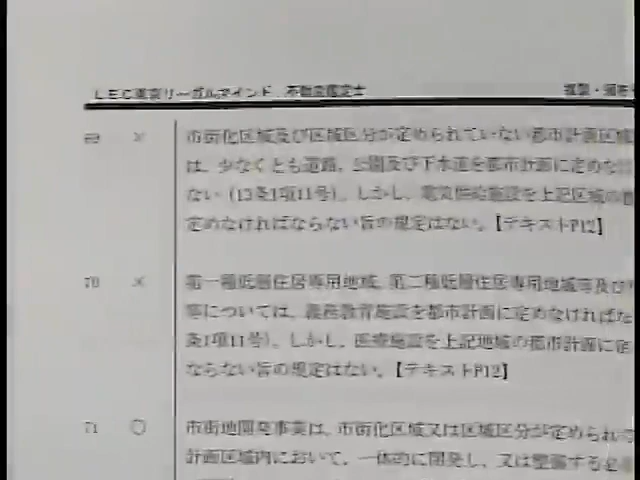 LEC東京リーガルマインド 不動産鑑定士 複製・頒布
69 × 市街化区域及び区域区分が定められていない都市計画区域
は、少なくとも道路、公園及び下水道を都市計画に定めな
ない(13条1項11号)。しかし、電気供給施設を上記区域の都
定めなければならない旨の規定はない。【テキストP12】
70 × 第一種低層住居専用地域、第二種低層住居専用地域等及び
等については、義務教育施設を都市計画に定めなければな
条1項11号)。しかし、医療施設を上記地域の都市計画に定
ならない旨の規定はない。【テキストP12】
71 ○ 市街地開発事業は、市街化区域又は区域区分が定められ
計画区域内において、一体的に開発し、又は整備する必